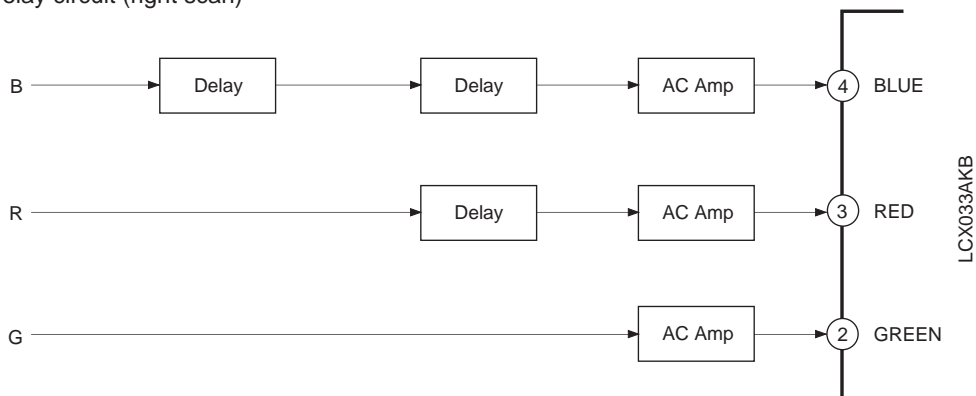 elay circuit (right scan)
B Delay Delay AC Amp 4 BLUE
R Delay AC Amp 3 RED
G AC Amp 2 GREEN
LCX033AKB